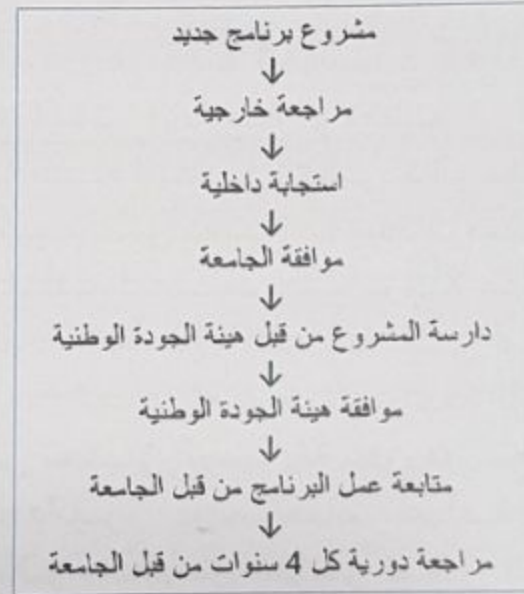 مشروع برنامج جديد
↓
مراجعة خارجية
↓
استجابة داخلية
↓
موافقة الجامعة
↓
دارسة المشروع من قبل هيئة الجودة الوطنية
↓
موافقة هيئة الجودة الوطنية
↓
متابعة عمل البرنامج من قبل الجامعة
↓
مراجعة دورية كل 4 سنوات من قبل الجامعة